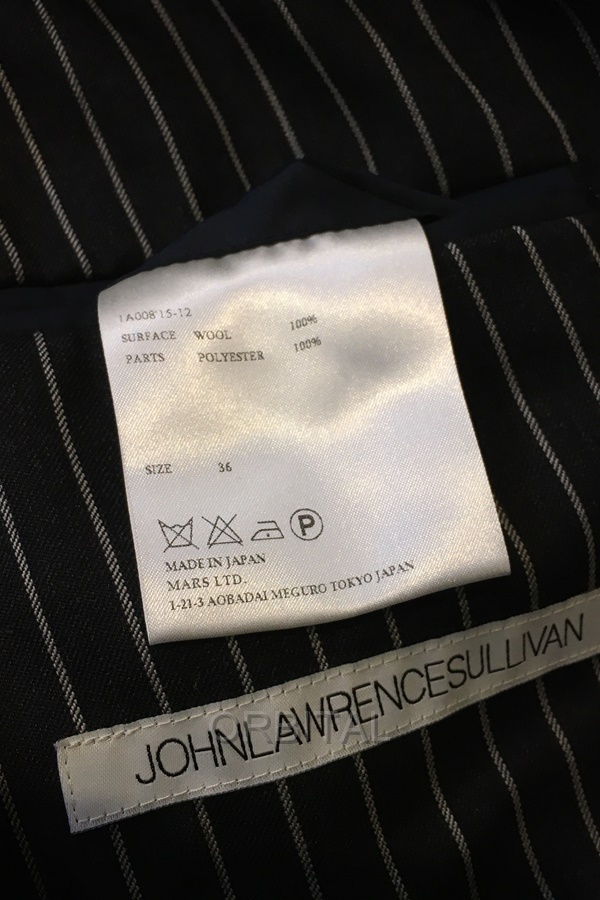 1A008'15-12
SURFACE WOOL 100%
PARTS POLYESTER 100%
SIZE 36
P
MADE IN JAPAN
MARS LTD.
1-21-3 AOBADAI MEGURO TOKYO JAPAN
JOHNLAWRENCESULLIVAN
ORBITAL